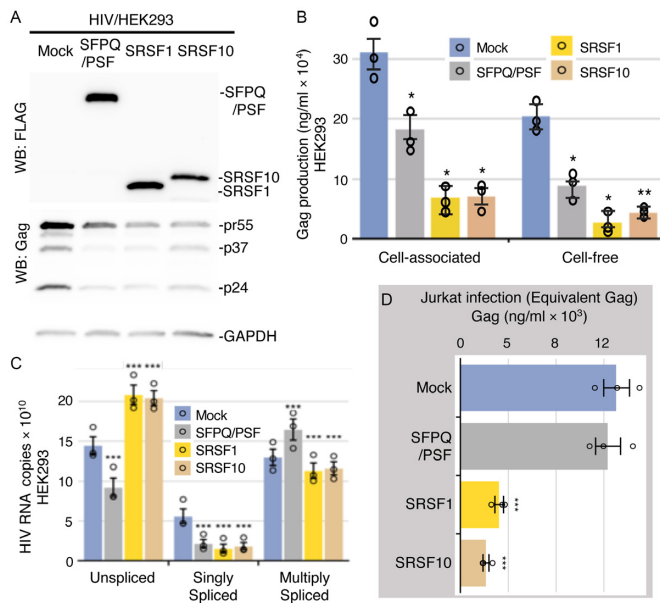 A
HIV/HEK293
Mock
SFPQ
/PSF
SRSF1
SRSF10
WB: FLAG
-SFPQ
/PSF
-SRSF10
-SRSF1
WB: Gag
-pr55
-p37
-p24
-GAPDH
B
Gag production (ng/ml × 10⁴)
HEK293
30
20
10
0
Mock
SFPQ/PSF
SRSF1
SRSF10
*
*
*
*
*
**
Cell-associated
Cell-free
C
HIV RNA copies × 10¹⁰
HEK293
20
15
10
5
0
Mock
SFPQ/PSF
SRSF1
SRSF10
***
***
***
***
***
***
***
***
***
Unspliced
Singly
Spliced
Multiply
Spliced
D
Jurkat infection (Equivalent Gag)
Gag (ng/ml × 10³)
0
5
12
Mock
SFPQ
/PSF
SRSF1
***
SRSF10
***